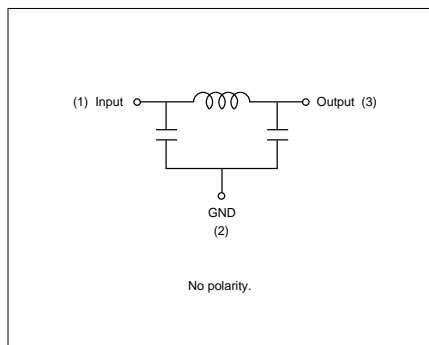 (1) Input Output (3)
GND
(2)
No polarity.